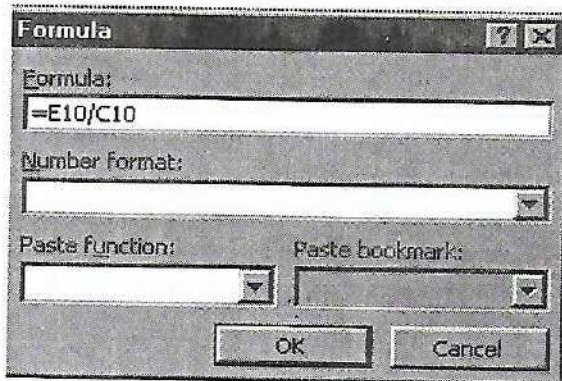 Formula
Formula:
=E10/C10
Number format:
Paste function:
Paste bookmark:
OK
Cancel